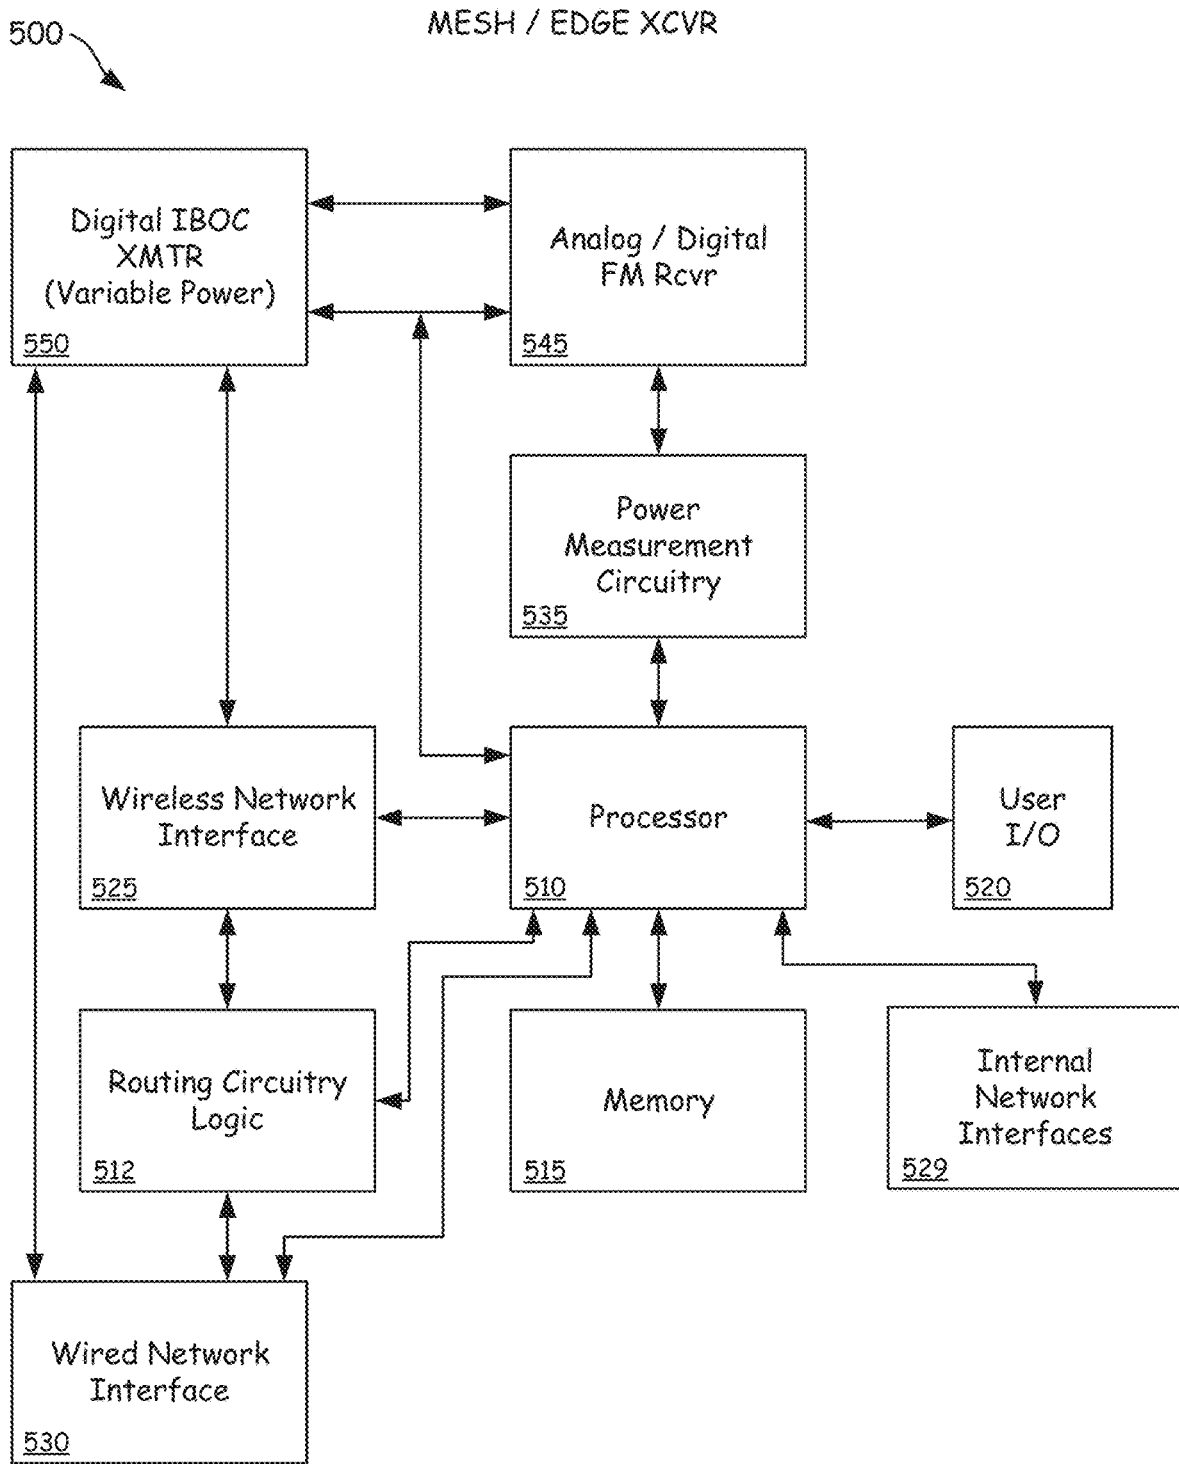 MESH / EDGE XCVR
500
Digital IBOC
XMTR
(Variable Power)
550
Analog / Digital
FM Rcvr
545
Power
Measurement
Circuitry
535
Wireless Network
Interface
525
Processor
510
User
I/O
520
Routing Circuitry
Logic
512
Memory
515
Internal
Network
Interfaces
529
Wired Network
Interface
530